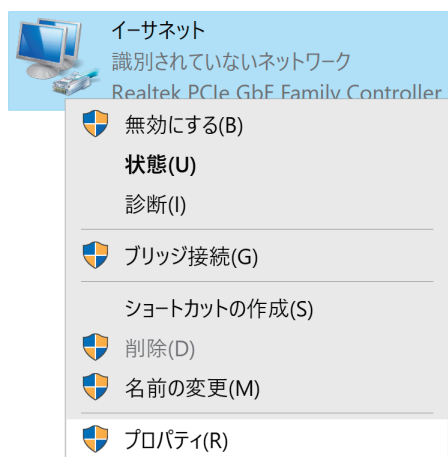 イーサネット
識別されていないネットワーク
Realtek PCIe GbE Family Controller
無効にする(B)
状態(U)
診断(I)
ブリッジ接続(G)
ショートカットの作成(S)
削除(D)
名前の変更(M)
プロパティ(R)